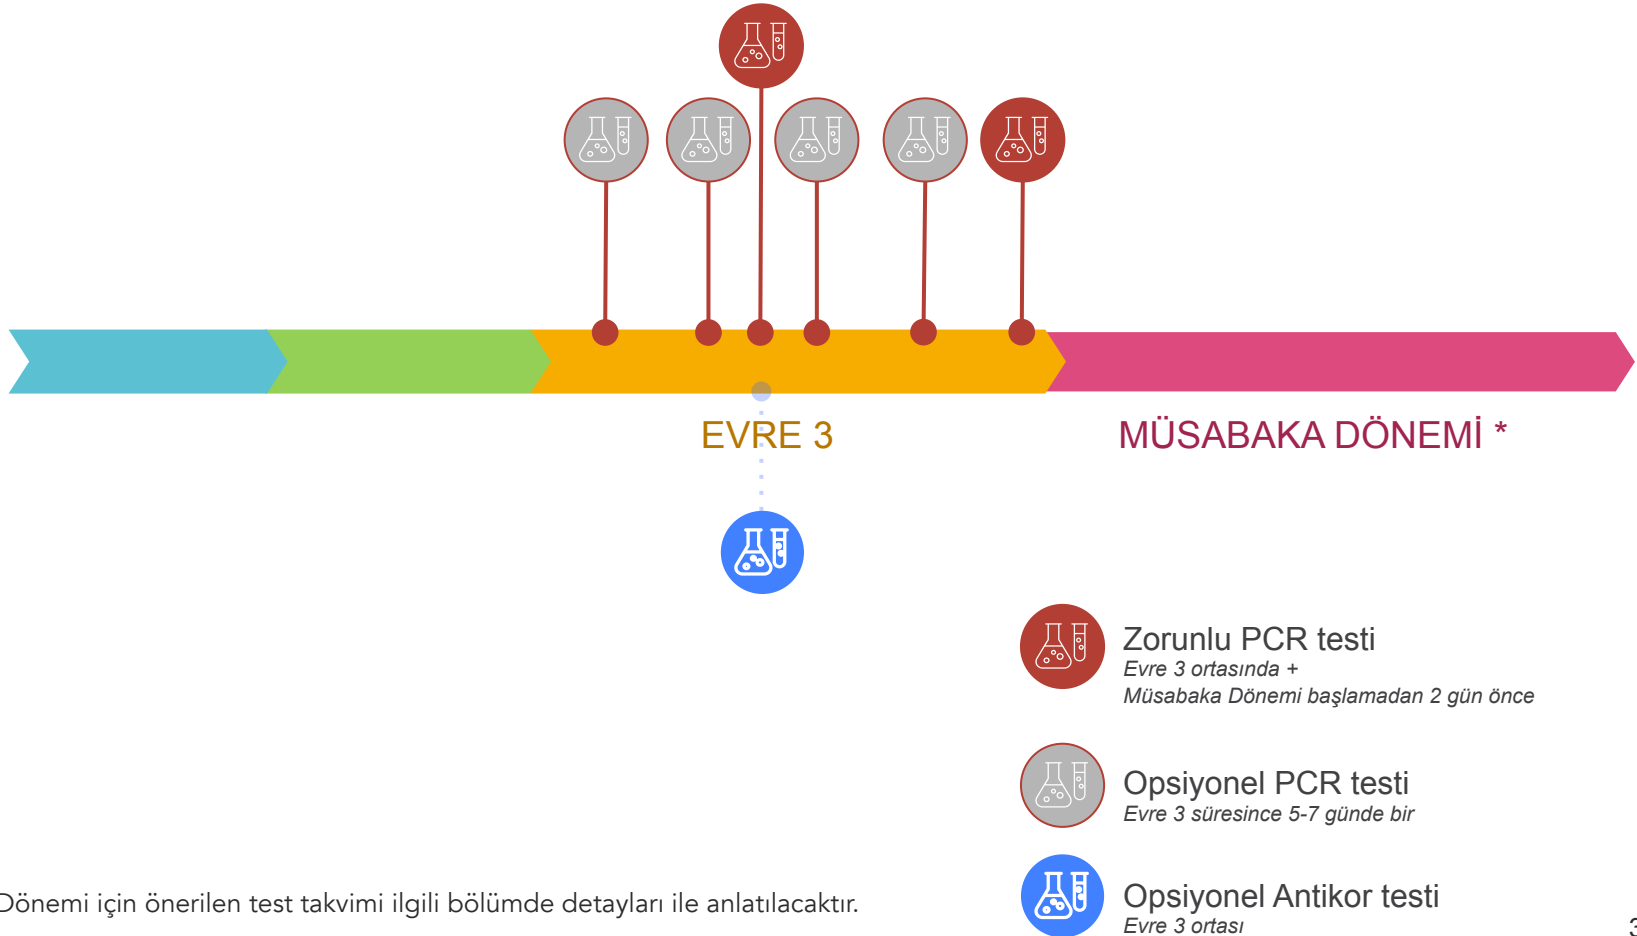 EVRE 3
MÜSABAKA DÖNEMİ *
Zorunlu PCR testi
Evre 3 ortasında +
Müsabaka Dönemi başlamadan 2 gün önce
Opsiyonel PCR testi
Evre 3 süresince 5-7 günde bir
Opsiyonel Antikor testi
Evre 3 ortası
Dönemi için önerilen test takvimi ilgili bölümde detayları ile anlatılacaktır.